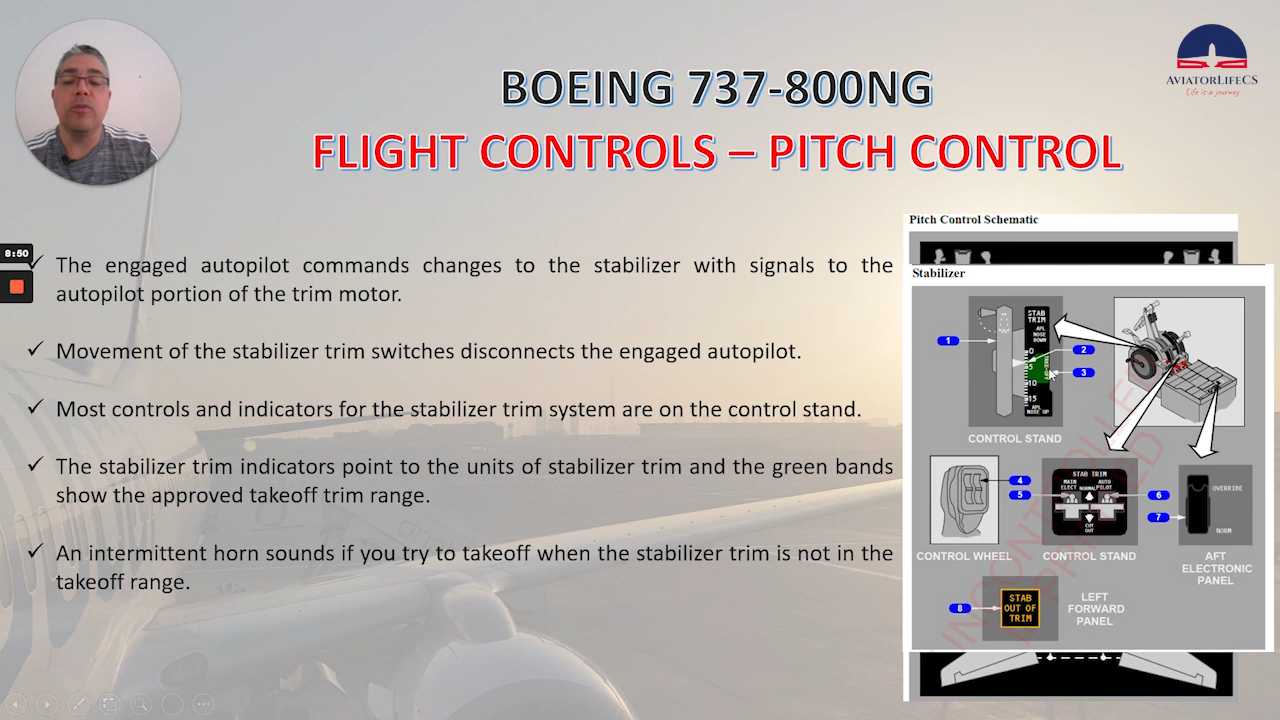 BOEING 737-800NG
FLIGHT CONTROLS – PITCH CONTROL
AVIATORLIFECS
Life is a journey
8:50
The engaged autopilot commands changes to the stabilizer with signals to the
autopilot portion of the trim motor.
Movement of the stabilizer trim switches disconnects the engaged autopilot.
Most controls and indicators for the stabilizer trim system are on the control stand.
The stabilizer trim indicators point to the units of stabilizer trim and the green bands
show the approved takeoff trim range.
An intermittent horn sounds if you try to takeoff when the stabilizer trim is not in the
takeoff range.
Pitch Control Schematic
Stabilizer
STAB
TRIM
APL
NOSE
DOWN
0
5
10
15
TAKE-OFF
APL
NOSE UP
1
2
3
CONTROL STAND
4
5
6
7
STAB TRIM
MAIN
ELECT
NORMAL
AUTO
PILOT
CUT
OUT
OVERRIDE
NORM
CONTROL WHEEL
CONTROL STAND
AFT
ELECTRONIC
PANEL
8
STAB
OUT OF
TRIM
LEFT
FORWARD
PANEL